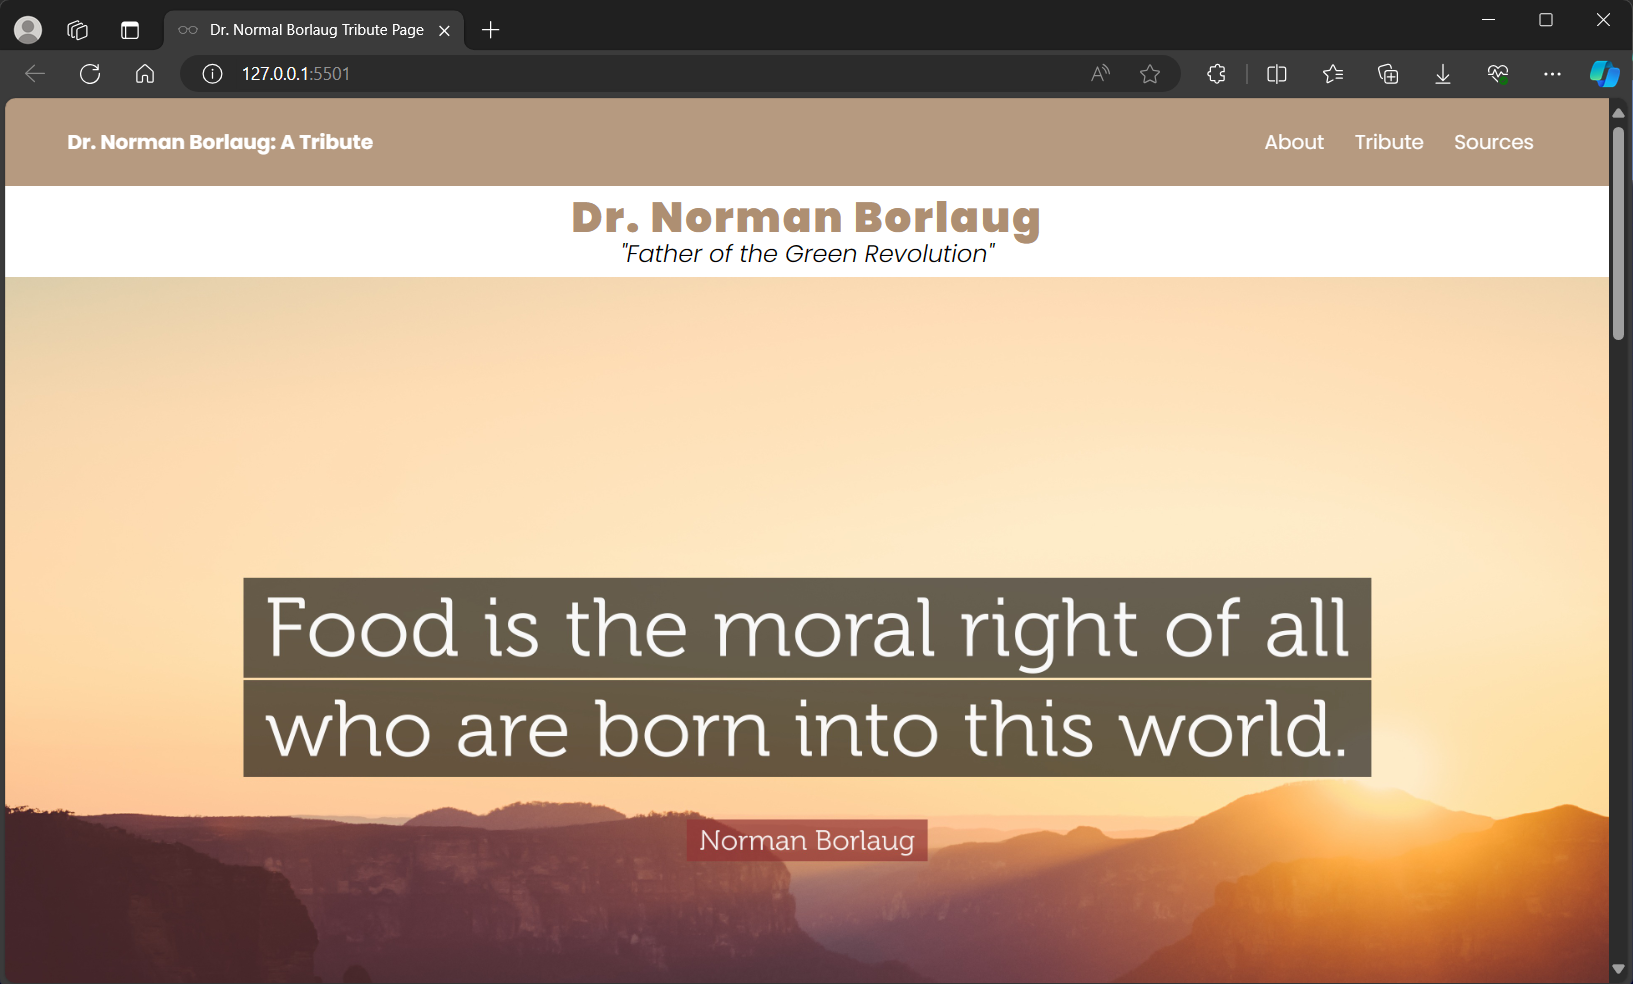 Dr. Normal Borlaug Tribute Page
127.0.0.1:5501
Dr. Norman Borlaug: A Tribute
About Tribute Sources
Dr. Norman Borlaug
"Father of the Green Revolution"
Food is the moral right of all
who are born into this world.
Norman Borlaug